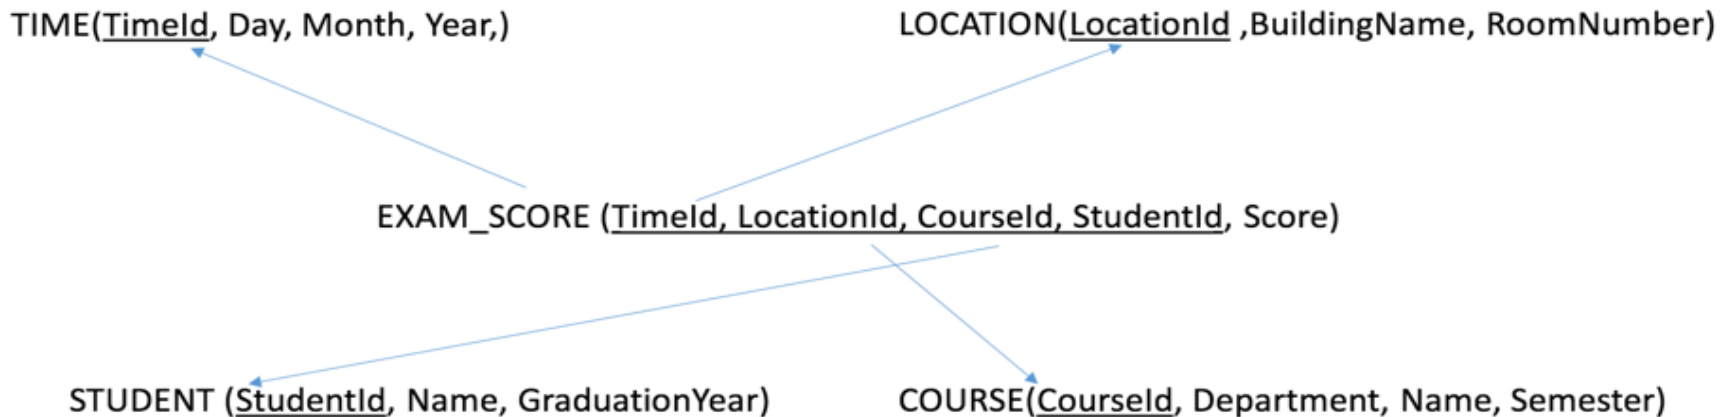 TIME(TimeId, Day, Month, Year,)
LOCATION(LocationId ,BuildingName, RoomNumber)
EXAM_SCORE (TimeId, LocationId, CourseId, StudentId, Score)
STUDENT (StudentId, Name, GraduationYear)
COURSE(CourseId, Department, Name, Semester)